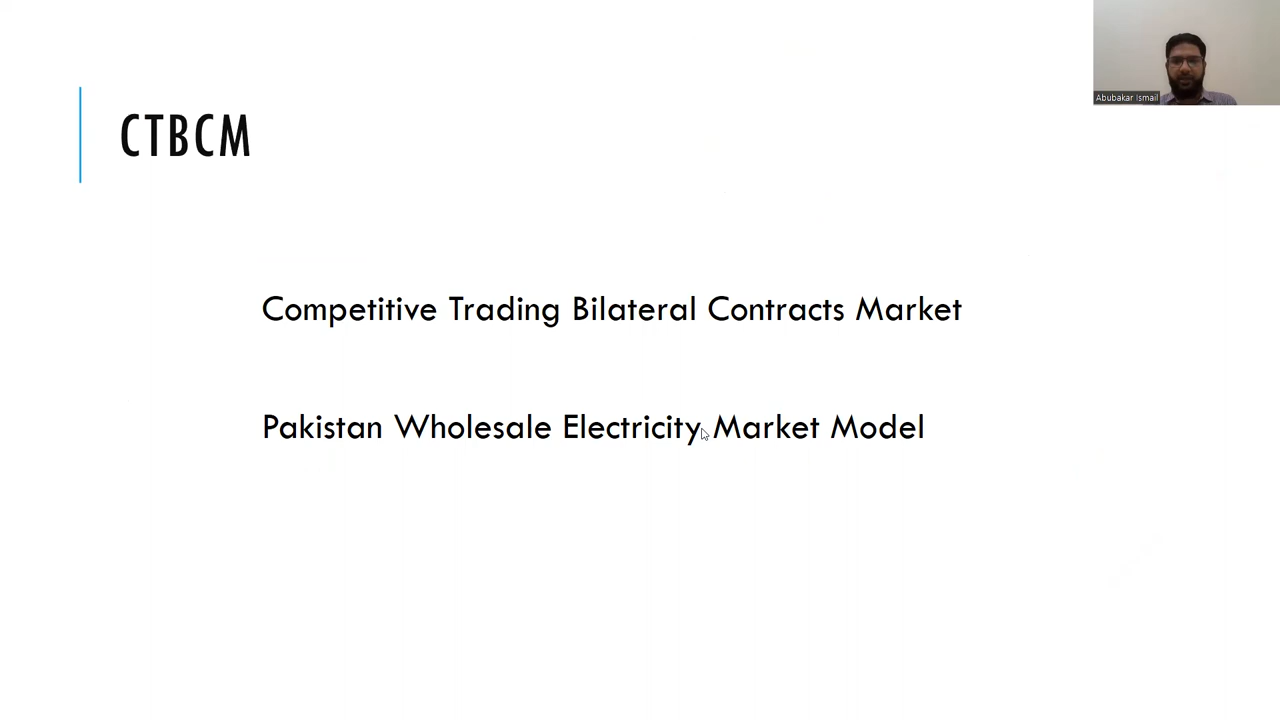 CTBCM
Abubakar Ismail
Competitive Trading Bilateral Contracts Market
Pakistan Wholesale Electricity Market Model